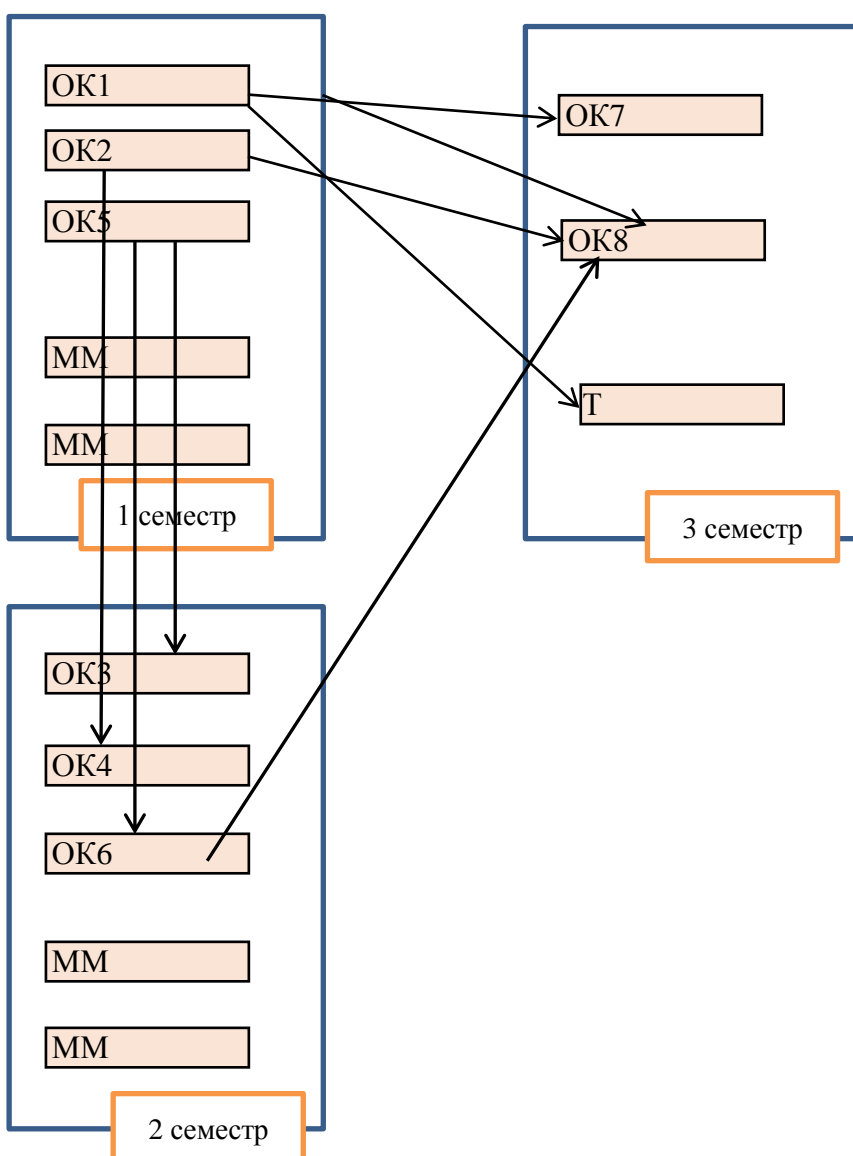 ОК1
ОК2
ОК5
ММ
ММ
1 семестр
ОК7
ОК8
Т
3 семестр
ОК3
ОК4
ОК6
ММ
ММ
2 семестр